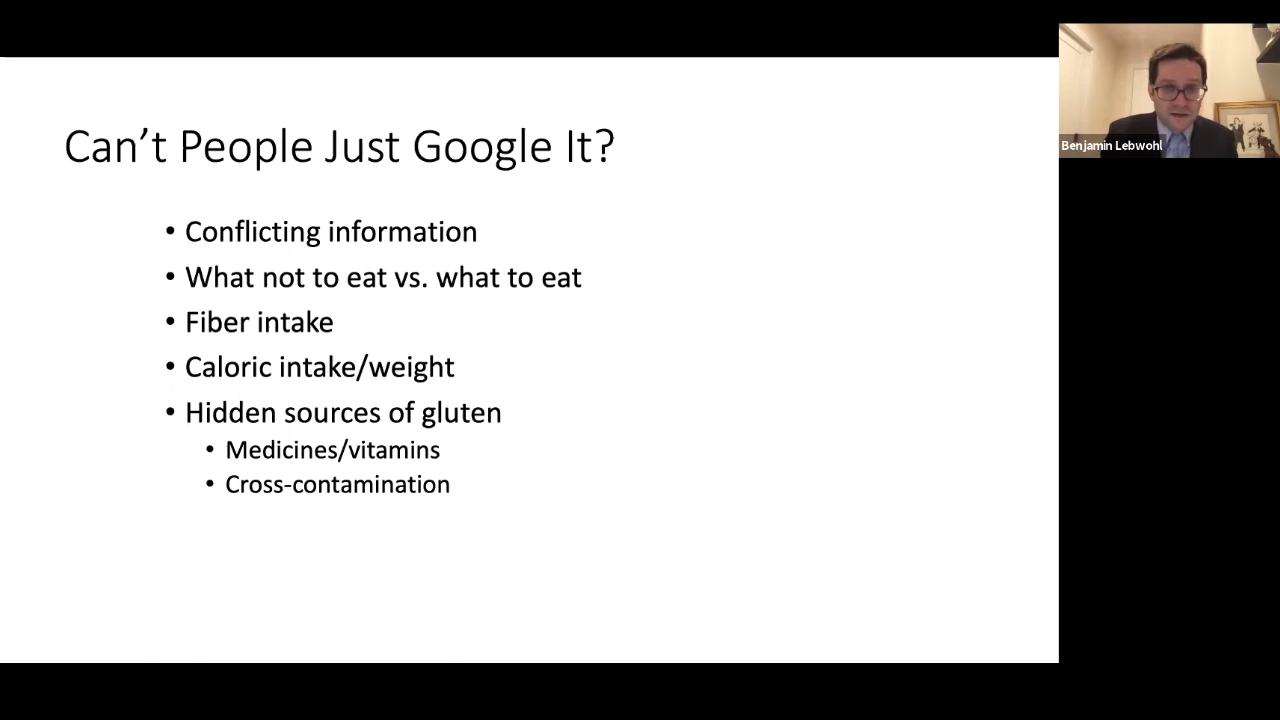 Can’t People Just Google It?
• Conflicting information
• What not to eat vs. what to eat
• Fiber intake
• Caloric intake/weight
• Hidden sources of gluten
• Medicines/vitamins
• Cross-contamination
Benjamin Lebwohl